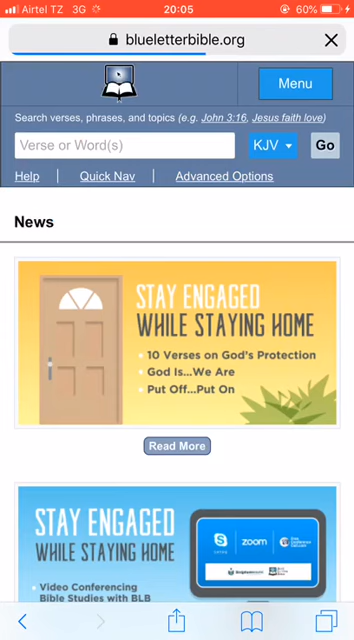 Airtel TZ 3G 20:05 60%
blueletterbible.org
Menu
Search verses, phrases, and topics (e.g. John 3:16, Jesus faith love)
Verse or Word(s) KJV Go
Help Quick Nav Advanced Options
News
STAY ENGAGED
WHILE STAYING HOME
10 Verses on God's Protection
God Is...We Are
Put Off...Put On
Read More
STAY ENGAGED
WHILE STAYING HOME
Video Conferencing
Bible Studies with BLB
zoom